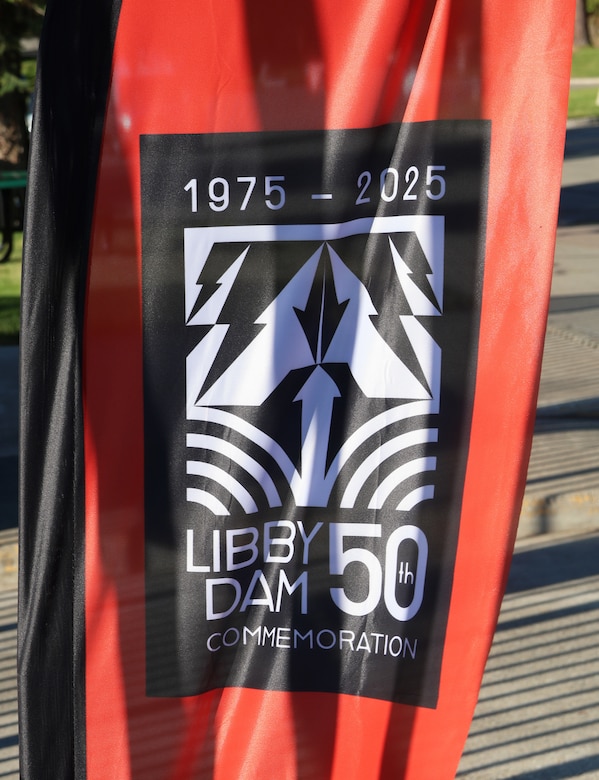 1975 – 2025
LIBBY
DAM 50th
COMMEMORATION